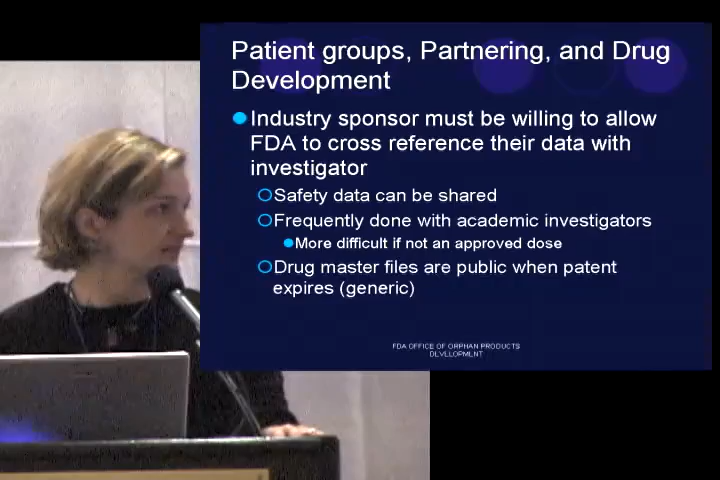 Patient groups, Partnering, and Drug
Development
Industry sponsor must be willing to allow
FDA to cross reference their data with
investigator
Safety data can be shared
Frequently done with academic investigators
More difficult if not an approved dose
Drug master files are public when patent
expires (generic)
FDA OFFICE OF ORPHAN PRODUCTS
DEVELOPMENT